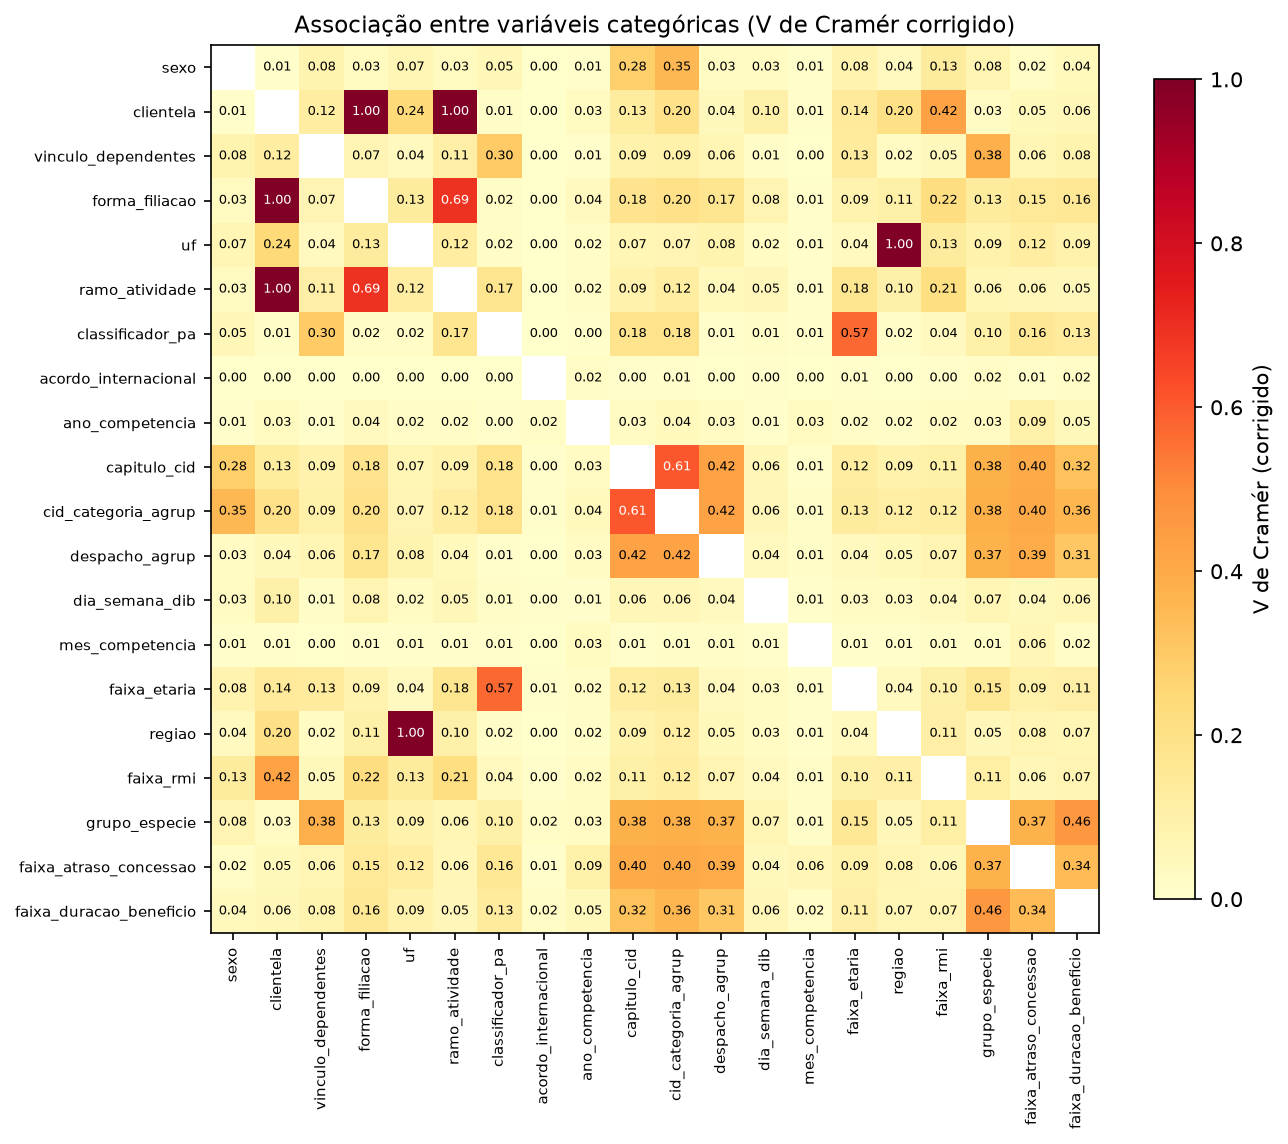 Associação entre variáveis categóricas (V de Cramér corrigido)
sexo 0.01 0.08 0.03 0.07 0.03 0.05 0.00 0.01 0.28 0.35 0.03 0.03 0.01 0.08 0.04 0.13 0.08 0.02 0.04
clientela 0.01 0.12 1.00 0.24 1.00 0.01 0.00 0.03 0.13 0.20 0.04 0.10 0.01 0.14 0.20 0.42 0.03 0.05 0.06
vinculo_dependentes 0.08 0.12 0.07 0.04 0.11 0.30 0.00 0.01 0.09 0.09 0.06 0.01 0.00 0.13 0.02 0.05 0.38 0.06 0.08
forma_filiacao 0.03 1.00 0.07 0.13 0.69 0.02 0.00 0.04 0.18 0.20 0.17 0.08 0.01 0.09 0.11 0.22 0.13 0.15 0.16
uf 0.07 0.24 0.04 0.13 0.12 0.02 0.00 0.02 0.07 0.07 0.08 0.02 0.01 0.04 1.00 0.13 0.09 0.12 0.09
ramo_atividade 0.03 1.00 0.11 0.69 0.12 0.17 0.00 0.02 0.09 0.12 0.04 0.05 0.01 0.18 0.10 0.21 0.06 0.06 0.05
classificador_pa 0.05 0.01 0.30 0.02 0.02 0.17 0.00 0.00 0.18 0.18 0.01 0.01 0.01 0.57 0.02 0.04 0.10 0.16 0.13
acordo_internacional 0.00 0.00 0.00 0.00 0.00 0.00 0.00 0.02 0.00 0.01 0.00 0.00 0.00 0.01 0.00 0.00 0.02 0.01 0.02
ano_competencia 0.01 0.03 0.01 0.04 0.02 0.02 0.00 0.02 0.03 0.04 0.03 0.01 0.03 0.02 0.02 0.02 0.03 0.09 0.05
capitulo_cid 0.28 0.13 0.09 0.18 0.07 0.09 0.18 0.00 0.03 0.61 0.42 0.06 0.01 0.12 0.09 0.11 0.38 0.40 0.32
cid_categoria_agrup 0.35 0.20 0.09 0.20 0.07 0.12 0.18 0.01 0.04 0.61 0.42 0.06 0.01 0.13 0.12 0.12 0.38 0.40 0.36
despacho_agrup 0.03 0.04 0.06 0.17 0.08 0.04 0.01 0.00 0.03 0.42 0.42 0.04 0.01 0.04 0.05 0.07 0.37 0.39 0.31
dia_semana_dib 0.03 0.10 0.01 0.08 0.02 0.05 0.01 0.00 0.01 0.06 0.06 0.04 0.01 0.03 0.03 0.04 0.07 0.04 0.06
mes_competencia 0.01 0.01 0.00 0.01 0.01 0.01 0.01 0.00 0.03 0.01 0.01 0.01 0.01 0.01 0.01 0.01 0.01 0.06 0.02
faixa_etaria 0.08 0.14 0.13 0.09 0.04 0.18 0.57 0.01 0.02 0.12 0.13 0.04 0.03 0.01 0.04 0.10 0.15 0.09 0.11
regiao 0.04 0.20 0.02 0.11 1.00 0.10 0.02 0.00 0.02 0.09 0.12 0.05 0.03 0.01 0.04 0.11 0.05 0.08 0.07
faixa_rmi 0.13 0.42 0.05 0.22 0.13 0.21 0.04 0.00 0.02 0.11 0.12 0.07 0.04 0.01 0.10 0.11 0.11 0.06 0.07
grupo_especie 0.08 0.03 0.38 0.13 0.09 0.06 0.10 0.02 0.03 0.38 0.38 0.37 0.07 0.01 0.15 0.05 0.11 0.37 0.46
faixa_atraso_concessao 0.02 0.05 0.06 0.15 0.12 0.06 0.16 0.01 0.09 0.40 0.40 0.39 0.04 0.06 0.09 0.08 0.06 0.37 0.34
faixa_duracao_beneficio 0.04 0.06 0.08 0.16 0.09 0.05 0.13 0.02 0.05 0.32 0.36 0.31 0.06 0.02 0.11 0.07 0.07 0.46 0.34
sexo
clientela
vinculo_dependentes
forma_filiacao
uf
ramo_atividade
classificador_pa
acordo_internacional
ano_competencia
capitulo_cid
cid_categoria_agrup
despacho_agrup
dia_semana_dib
mes_competencia
faixa_etaria
regiao
faixa_rmi
grupo_especie
faixa_atraso_concessao
faixa_duracao_beneficio
1.0
0.8
0.6
0.4
0.2
0.0
V de Cramér (corrigido)